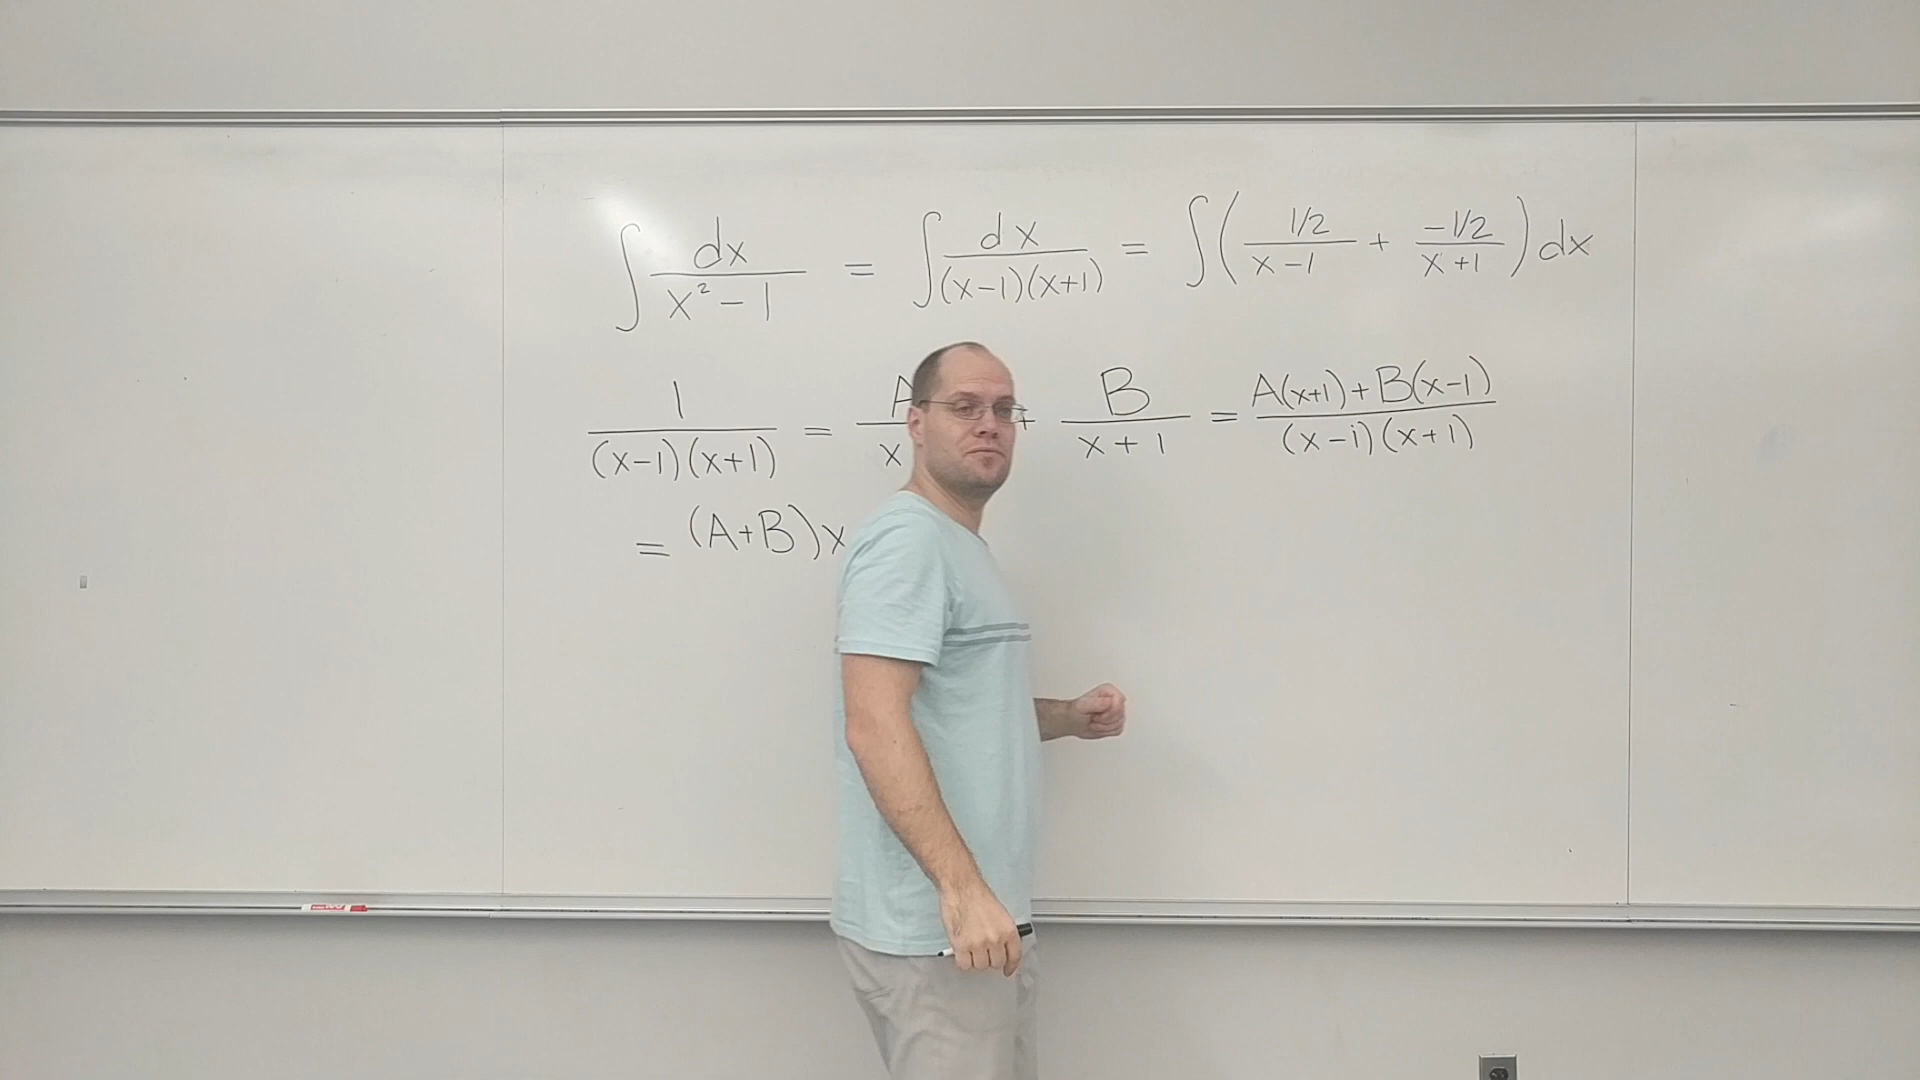 ∫ dx / (x² - 1) = ∫ dx / ((x-1)(x+1)) = ∫ ( 1/2 / (x-1) + -1/2 / (x+1) ) dx
1 / ((x-1)(x+1)) = A / x + B / (x+1) = (A(x+1) + B(x-1)) / ((x-1)(x+1))
= (A+B)x